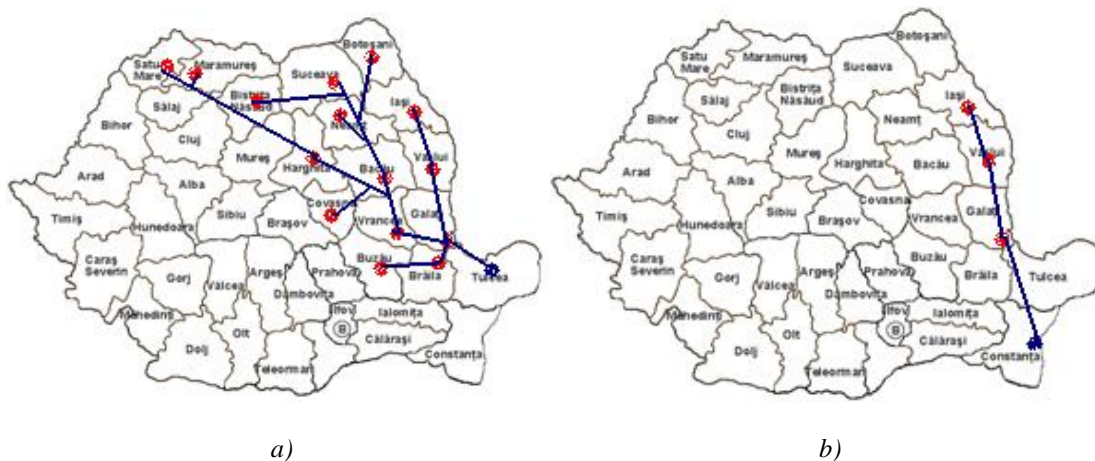 Botoşani
Satu
Mare
Maramureş
Suceava
Bistriţa
Năsăud
Iaşi
Sălaj
Neamţ
Bihor
Cluj
Mureş
Harghita
Bacău
Vaslui
Arad
Alba
Covasna
Timiş
Hunedoara
Sibiu
Braşov
Vrancea
Galaţi
Caraş
Severin
Gorj
Vâlcea
Argeş
Prahova
Buzău
Brăila
Tulcea
Dâmboviţa
Mehedinţi
Olt
Ilfov
B
Ialomiţa
Dolj
Călăraşi
Teleorman
Constanţa
a)
Botoşani
Satu
Mare
Maramureş
Suceava
Bistriţa
Năsăud
Iaşi
Sălaj
Neamţ
Bihor
Cluj
Mureş
Harghita
Bacău
Vaslui
Arad
Alba
Covasna
Timiş
Hunedoara
Sibiu
Braşov
Vrancea
Galaţi
Caraş
Severin
Gorj
Vâlcea
Argeş
Prahova
Buzău
Brăila
Tulcea
Dâmboviţa
Mehedinţi
Olt
Ilfov
B
Ialomiţa
Dolj
Călăraşi
Teleorman
Constanţa
b)